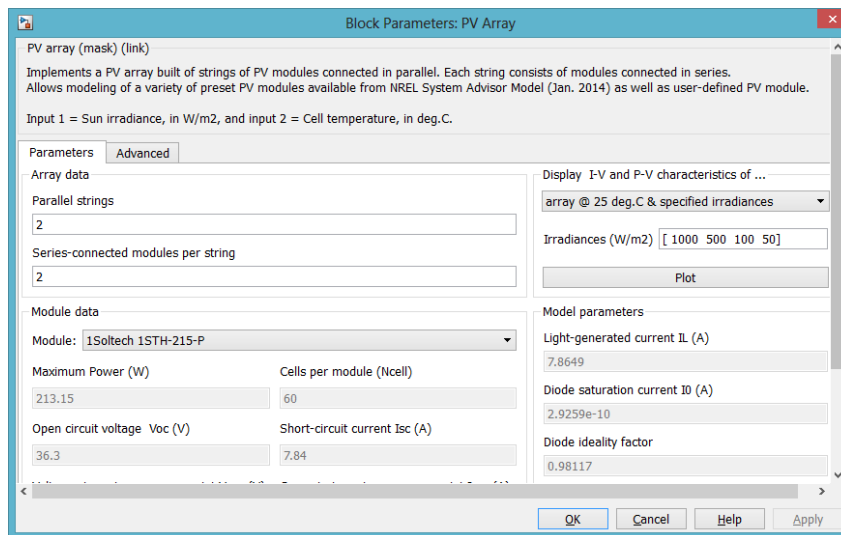 Block Parameters: PV Array
PV array (mask) (link)
Implements a PV array built of strings of PV modules connected in parallel. Each string consists of modules connected in series.
Allows modeling of a variety of preset PV modules available from NREL System Advisor Model (Jan. 2014) as well as user-defined PV module.
Input 1 = Sun irradiance, in W/m2, and input 2 = Cell temperature, in deg.C.
Parameters Advanced
Array data
Parallel strings
2
Series-connected modules per string
2
Display I-V and P-V characteristics of ...
array @ 25 deg.C & specified irradiances
Irradiances (W/m2) [ 1000 500 100 50]
Plot
Module data
Module: 1Soltech 1STH-215-P
Maximum Power (W) Cells per module (Ncell)
213.15 60
Open circuit voltage Voc (V) Short-circuit current Isc (A)
36.3 7.84
Model parameters
Light-generated current IL (A)
7.8649
Diode saturation current I0 (A)
2.9259e-10
Diode ideality factor
0.98117
OK Cancel Help Apply